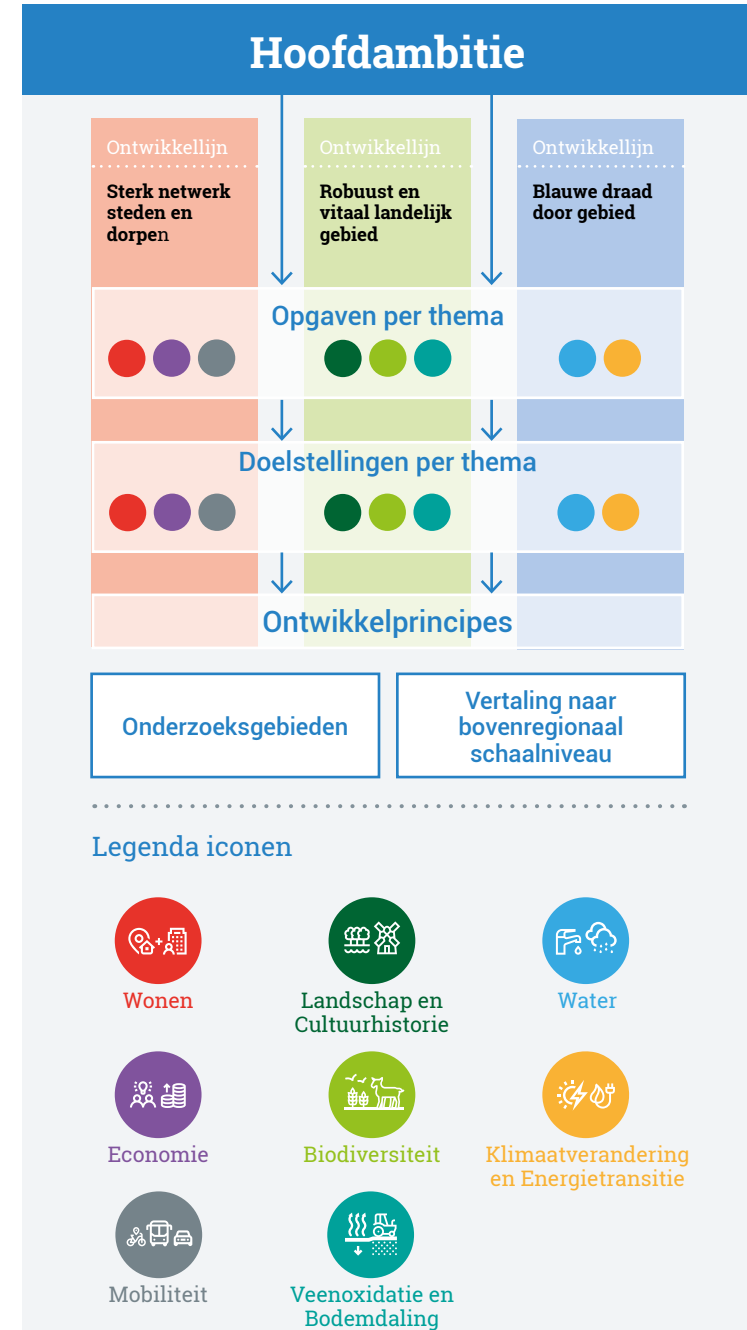 Hoofdambitie
Ontwikkellijn
Sterk netwerk
steden en
dorpen
Ontwikkellijn
Robuust en
vitaal landelijk
gebied
Ontwikkellijn
Blauwe draad
door gebied
Opgaven per thema
Doelstellingen per thema
Ontwikkelprincipes
Onderzoeksgebieden
Vertaling naar
bovenregionaal
schaalniveau
Legenda iconen
Wonen
Landschap en
Cultuurhistorie
Water
Economie
Biodiversiteit
Klimaatverandering
en Energietransitie
Mobiliteit
Veenoxidatie en
Bodemdaling